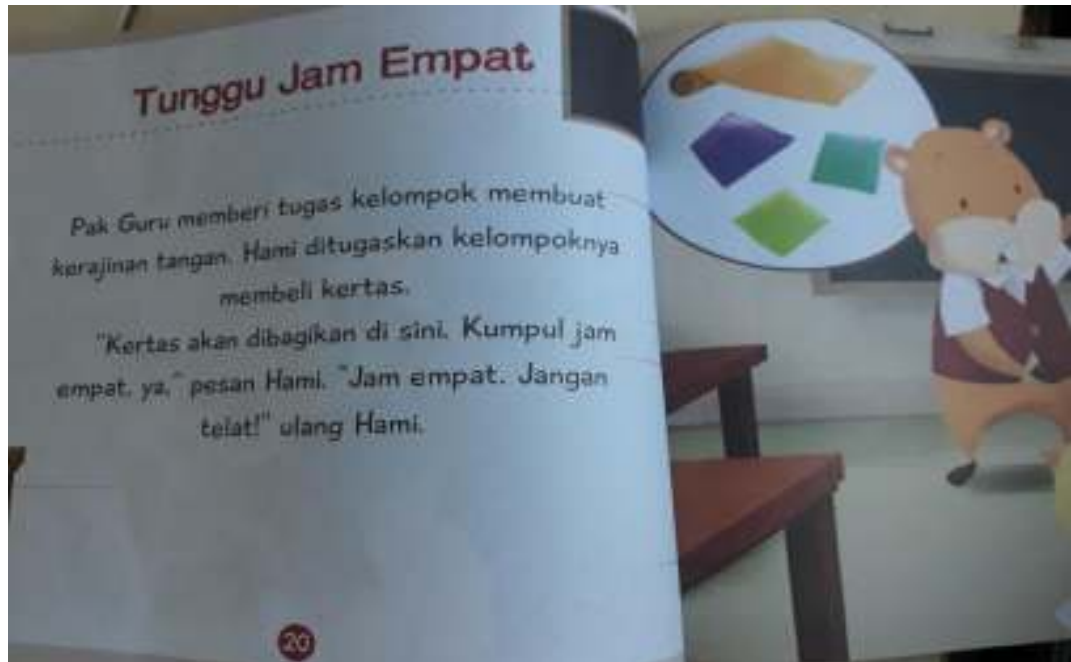 Tunggu Jam Empat
Pak Guru memberi tugas kelompok membuat
kerajinan tangan. Hami ditugaskan kelompoknya
membeli kertas.
"Kertas akan dibagikan di sini. Kumpul jam
empat, ya," pesan Hami. "Jam empat. Jangan
telat!" ulang Hami.
20